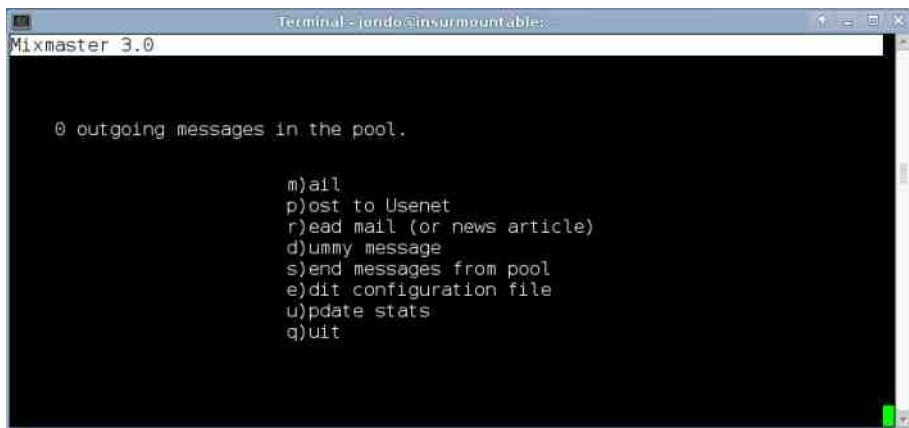 Terminal - jondo@insurmountable:
Mixmaster 3.0
0 outgoing messages in the pool.
m)ail
p)ost to Usenet
r)ead mail (or news article)
d)ummy message
s)end messages from pool
e)dit configuration file
u)pdate stats
q)uit